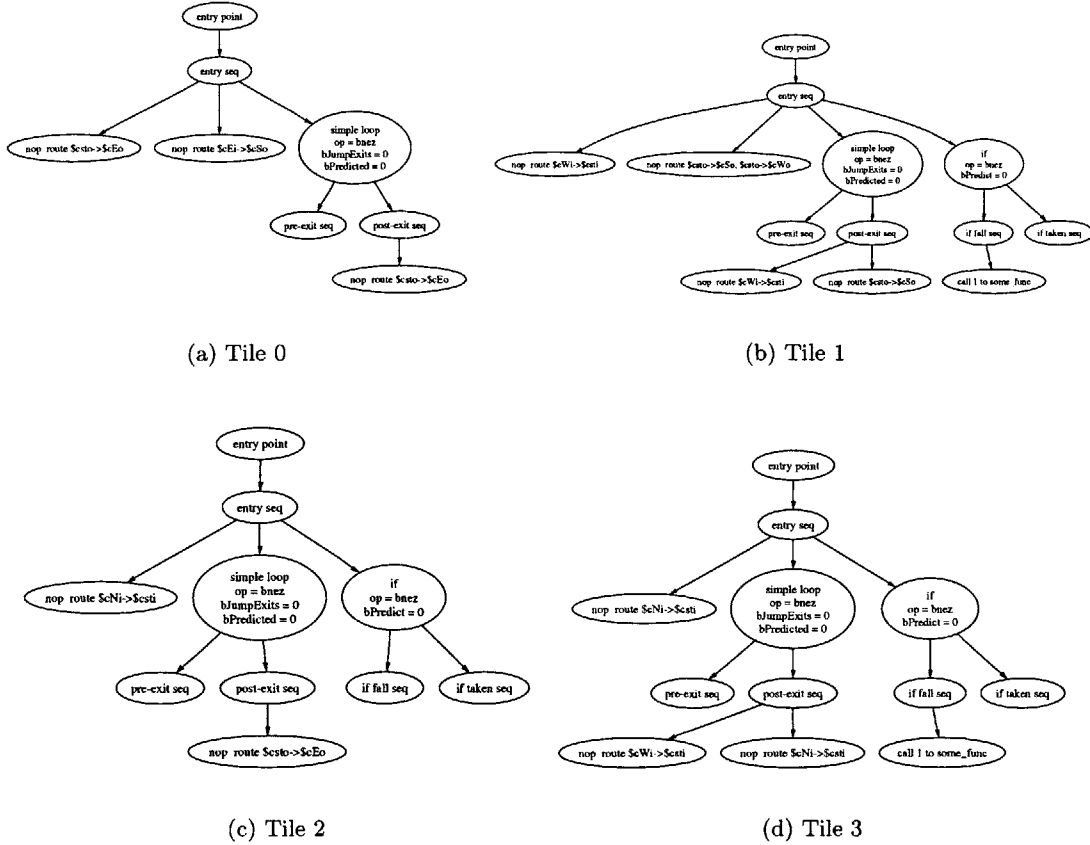 entry point
entry seq
nop route $csto->$cEo
nop route $cEi->$cSo
simple loop
op = bnez
bJumpExits = 0
bPredicted = 0
pre-exit seq
post-exit seq
nop route $csto->$cEo
(a) Tile 0
entry point
entry seq
nop route $cWi->$csti
nop route $csto->$cSo, $csto->$cWo
simple loop
op = bnez
bJumpExits = 0
bPredicted = 0
if
op = bnez
bPredict = 0
pre-exit seq
post-exit seq
if fall seq
if taken seq
nop route $cWi->$csti
nop route $csto->$cSo
call 1 to some_func
(b) Tile 1
entry point
entry seq
nop route $cNi->$csti
simple loop
op = bnez
bJumpExits = 0
bPredicted = 0
if
op = bnez
bPredict = 0
pre-exit seq
post-exit seq
if fall seq
if taken seq
nop route $csto->$cEo
(c) Tile 2
entry point
entry seq
nop route $cNi->$csti
simple loop
op = bnez
bJumpExits = 0
bPredicted = 0
if
op = bnez
bPredict = 0
pre-exit seq
post-exit seq
if fall seq
if taken seq
nop route $cWi->$csti
nop route $cNi->$csti
call 1 to some_func
(d) Tile 3